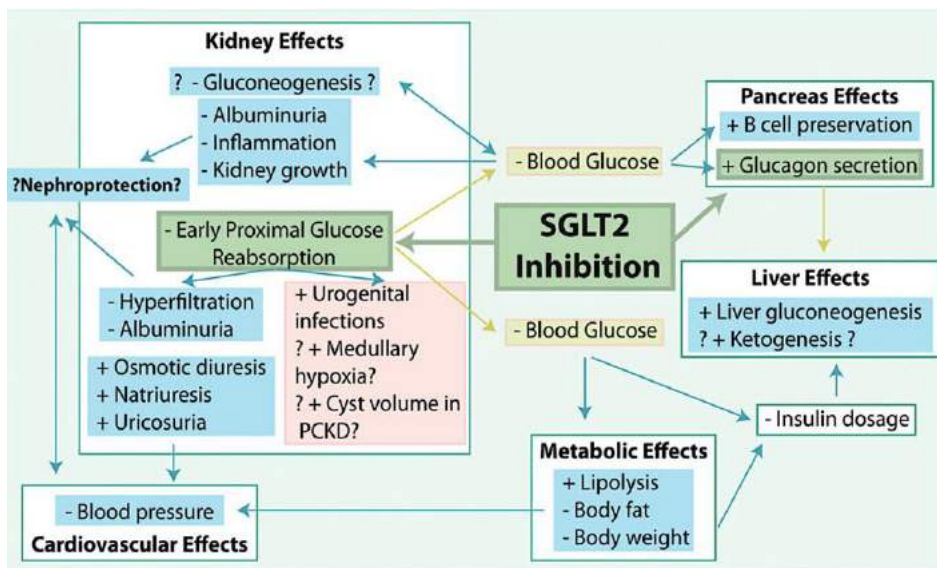 Kidney Effects
? - Gluconeogenesis ?
- Albuminuria
- Inflammation
- Kidney growth
?Nephroprotection?
- Early Proximal Glucose
Reabsorption
- Hyperfiltration
- Albuminuria
+ Osmotic diuresis
+ Natriuresis
+ Uricosuria
+ Urogenital
infections
? + Medullary
hypoxia?
? + Cyst volume in
PCKD?
- Blood pressure
Cardiovascular Effects
- Blood Glucose
SGLT2
Inhibition
- Blood Glucose
Pancreas Effects
+ B cell preservation
+ Glucagon secretion
Liver Effects
+ Liver gluconeogenesis
? + Ketogenesis ?
- Insulin dosage
Metabolic Effects
+ Lipolysis
- Body fat
- Body weight